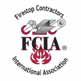 Firestop Contractors
FCIA
International Association